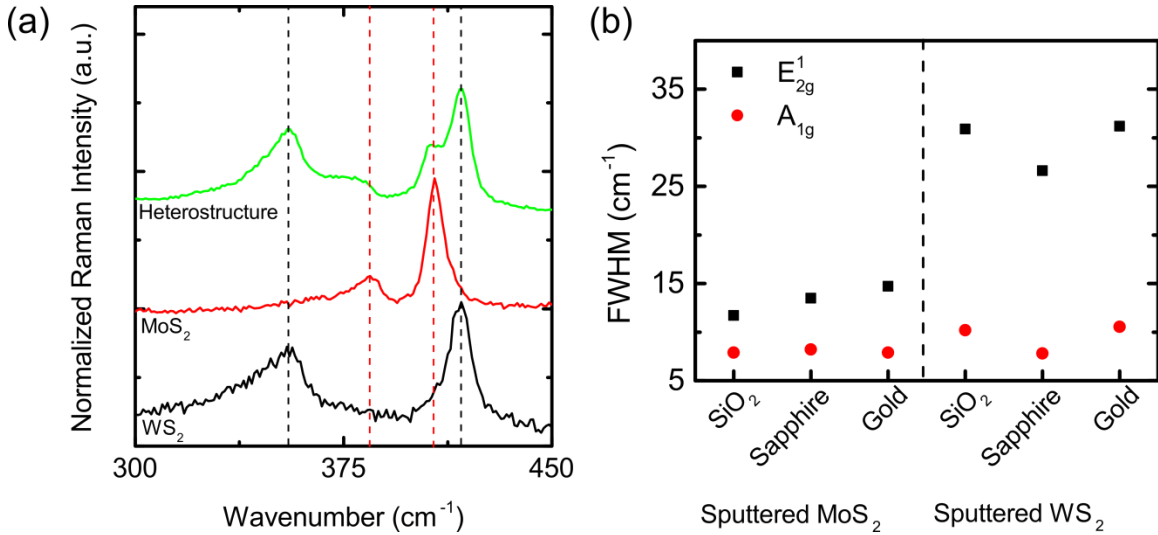 (a)
Normalized Raman Intensity (a.u.)
Heterostructure
MoS₂
WS₂
300
375
450
Wavenumber (cm⁻¹)
(b)
E¹₂g
A₁g
FWHM (cm⁻¹)
35
25
15
5
SiO₂
Sapphire
Gold
SiO₂
Sapphire
Gold
Sputtered MoS₂
Sputtered WS₂